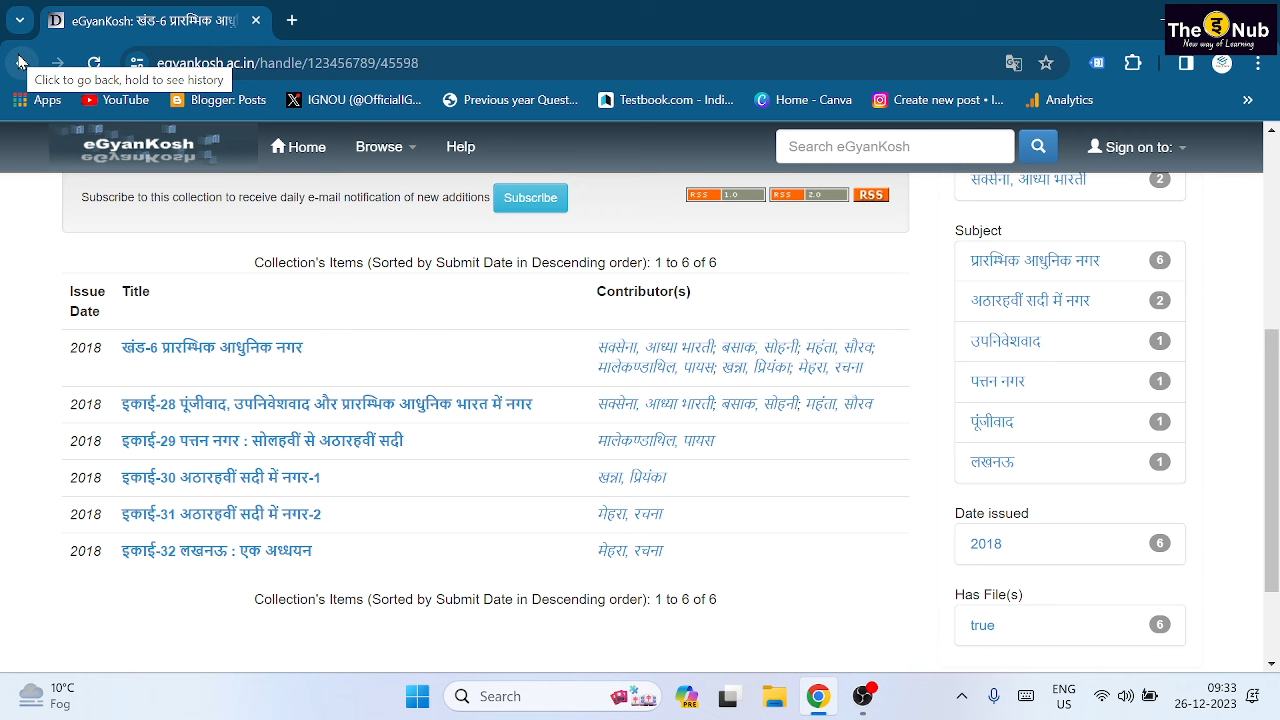 eGyanKosh: खंड-6 प्रारम्भिक आधु
The इ Nub
New way of Learning
egyankosh.ac.in/handle/123456789/45598
Click to go back, hold to see history
Apps YouTube Blogger: Posts IGNOU (@OfficialIG... Previous year Quest... Testbook.com - Indi... Home - Canva Create new post • I... Analytics
eGyanKosh Home Browse Help Search eGyanKosh Sign on to:
Subcribe to this collection to receive daily e-mail notification of new additions Subscribe RSS 1.0 RSS 2.0 RSS
सक्सेना, आध्या भारती 2
Subject
प्रारम्भिक आधुनिक नगर 6
अठारहवीं सदी में नगर 2
उपनिवेशवाद 1
पत्तन नगर 1
पूंजीवाद 1
लखनऊ 1
Date issued
2018 6
Has File(s)
true 6
Collection's Items (Sorted by Submit Date in Descending order): 1 to 6 of 6
Issue Date Title Contributor(s)
2018 खंड-6 प्रारम्भिक आधुनिक नगर सक्सेना, आध्या भारती; बसाक, सोहनी; महंता, सौरव;
मालेकण्डाथिल, पायस; खन्ना, प्रियंका; मेहरा, रचना
2018 इकाई-28 पूंजीवाद, उपनिवेशवाद और प्रारम्भिक आधुनिक भारत में नगर सक्सेना, आध्या भारती; बसाक, सोहनी; महंता, सौरव
2018 इकाई-29 पत्तन नगर : सोलहवीं से अठारहवीं सदी मालेकण्डाथिल, पायस
2018 इकाई-30 अठारहवीं सदी में नगर-1 खन्ना, प्रियंका
2018 इकाई-31 अठारहवीं सदी में नगर-2 मेहरा, रचना
2018 इकाई-32 लखनऊ : एक अध्धयन मेहरा, रचना
Collection's Items (Sorted by Submit Date in Descending order): 1 to 6 of 6
10°C
Fog
Search
PRE
ENG
US
09:33
26-12-2023